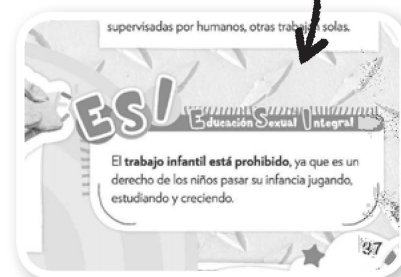 supervisadas por humanos, otras trabajan solas.
ESI
Educación Sexual Integral
El trabajo infantil está prohibido, ya que es un
derecho de los niños pasar su infancia jugando,
estudiando y creciendo.
37